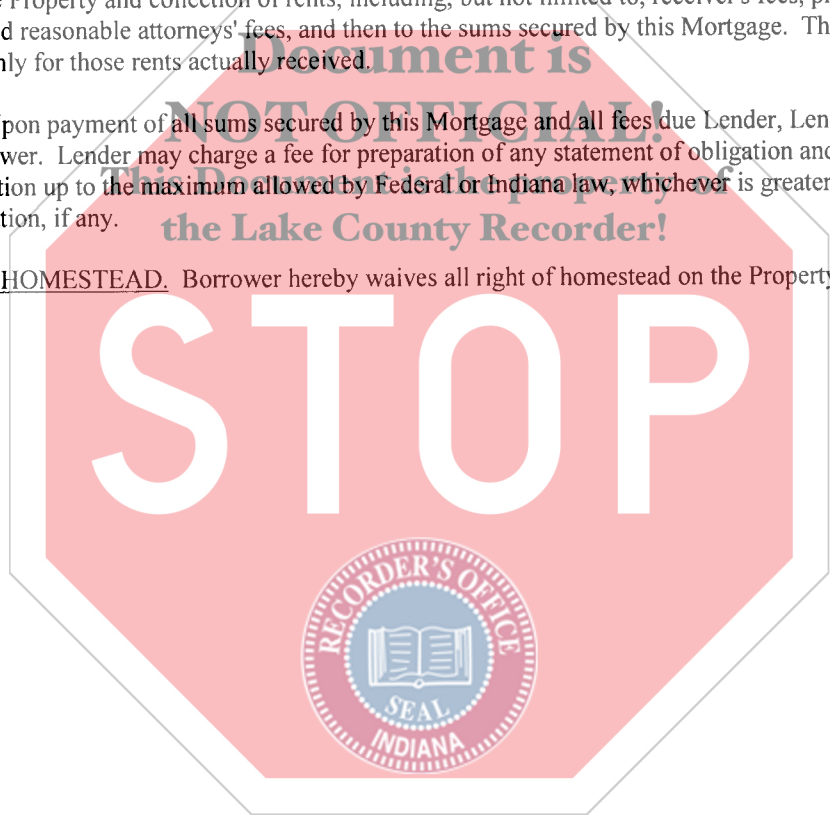 Property and collection of rents, including, but not limited to, receiver's fees, p
d reasonable attorneys' fees, and then to the sums secured by this Mortgage. Th
nly for those rents actually received.
Document is
NOT OFFICIAL!
pon payment of all sums secured by this Mortgage and all fees due Lender, Len
wer. Lender may charge a fee for preparation of any statement of obligation and
This Document is the property of
tion up to the maximum allowed by Federal or Indiana law, whichever is greater
tion, if any.
the Lake County Recorder!
HOMESTEAD. Borrower hereby waives all right of homestead on the Property
STOP
RECORDER'S OFFICE
SEAL
INDIANA